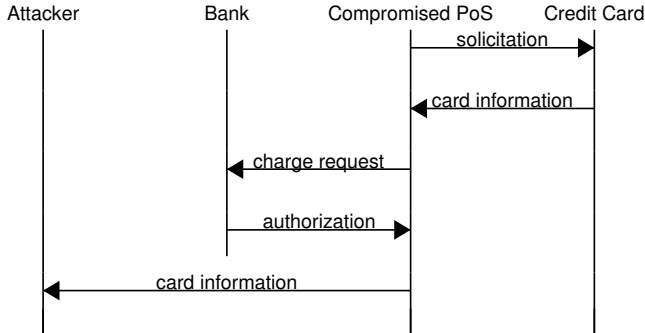 Attacker Bank Compromised PoS Credit Card
solicitation
card information
charge request
authorization
card information